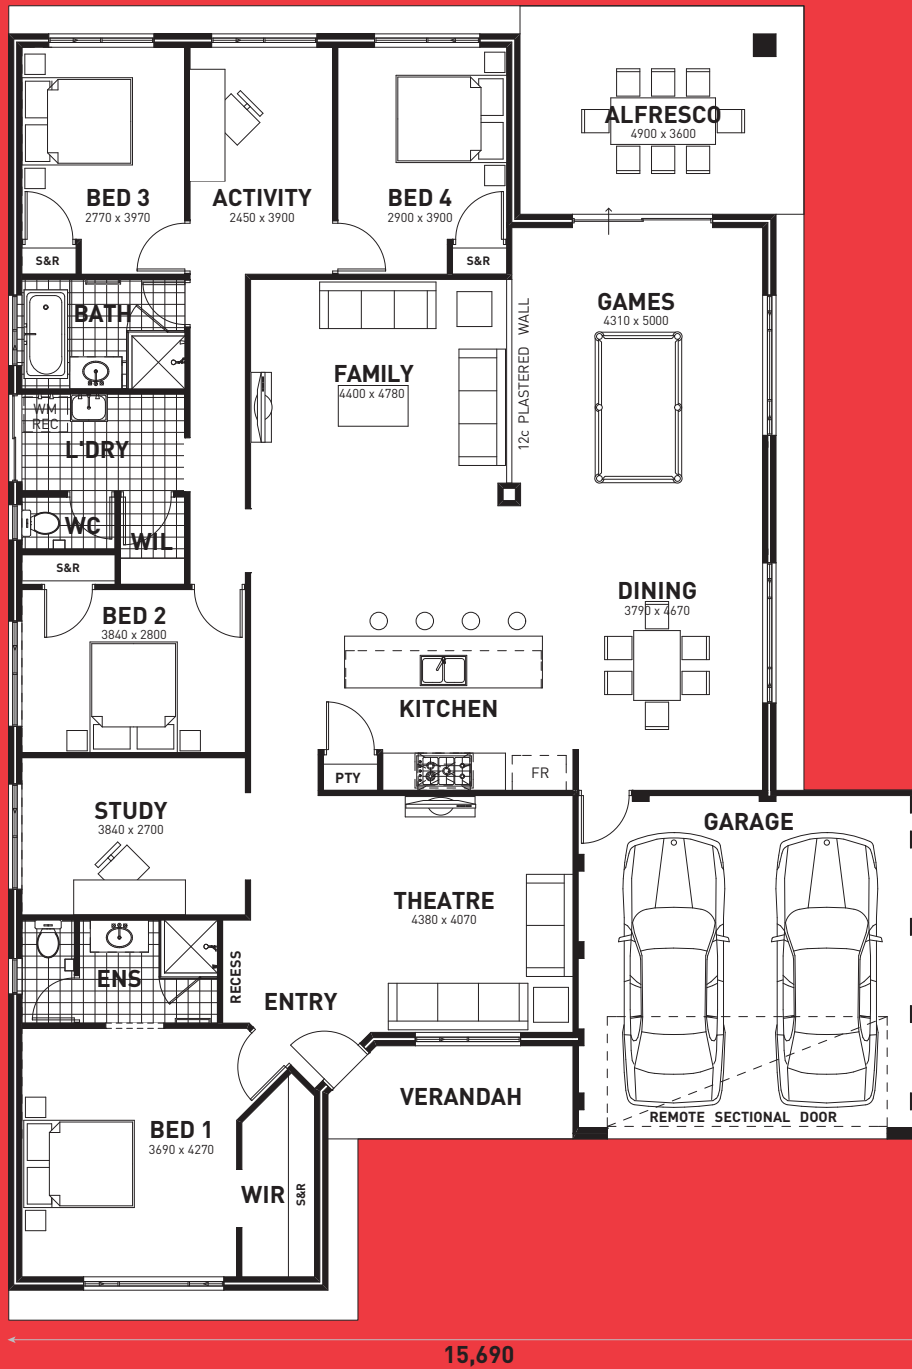 ALFRESCO
4900 x 3600
BED 3
2770 x 3970
ACTIVITY
2450 x 3900
BED 4
2900 x 3900
S&R
S&R
BATH
GAMES
4310 x 5000
12c PLASTERED WALL
FAMILY
4400 x 4780
WM
REC
L'DRY
WC
WIL
S&R
DINING
3790 x 4670
BED 2
3840 x 2800
KITCHEN
PTY
FR
STUDY
3840 x 2700
GARAGE
THEATRE
4380 x 4070
ENS
RECESS
ENTRY
VERANDAH
REMOTE SECTIONAL DOOR
BED 1
3690 x 4270
WIR
S&R
15,690